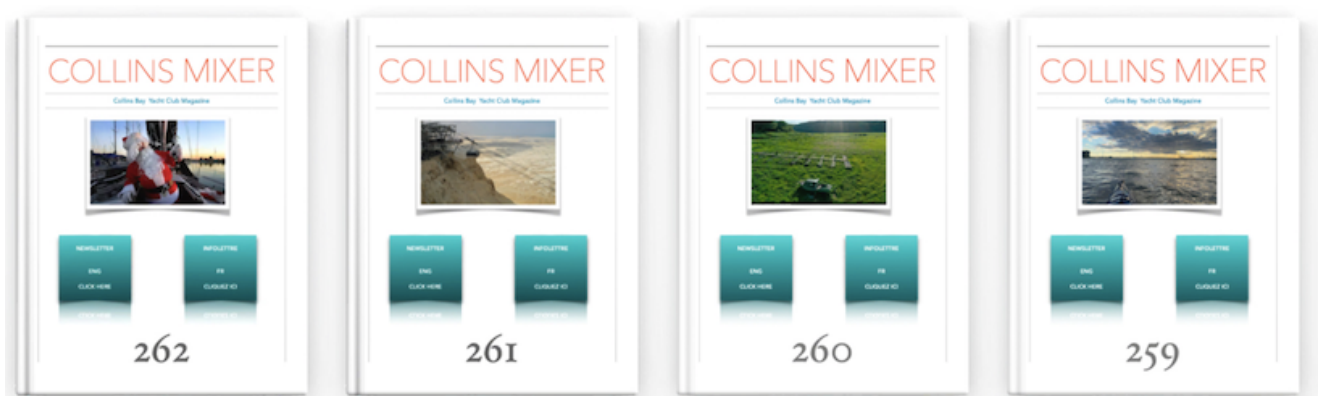 COLLINS MIXER
Collins Bay Yacht Club Magazine
NEWSLETTER
ENG
CLICK HERE
INFOLETTRE
FR
CLIQUEZ ICI
262
COLLINS MIXER
Collins Bay Yacht Club Magazine
NEWSLETTER
ENG
CLICK HERE
INFOLETTRE
FR
CLIQUEZ ICI
261
COLLINS MIXER
Collins Bay Yacht Club Magazine
NEWSLETTER
ENG
CLICK HERE
INFOLETTRE
FR
CLIQUEZ ICI
260
COLLINS MIXER
Collins Bay Yacht Club Magazine
NEWSLETTER
ENG
CLICK HERE
INFOLETTRE
FR
CLIQUEZ ICI
259